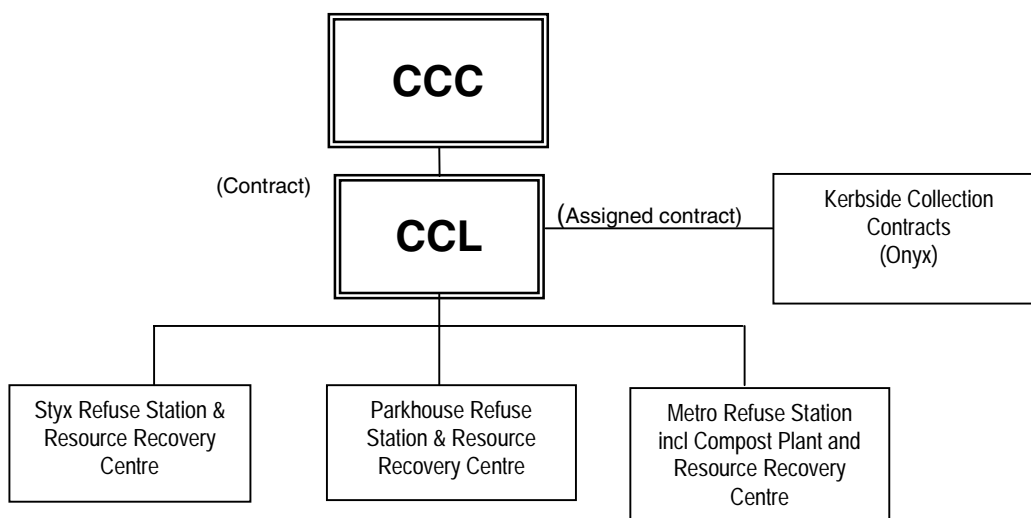 CCC
(Contract)
CCL
(Assigned contract)
Kerbside Collection
Contracts
(Onyx)
Styx Refuse Station &
Resource Recovery
Centre
Parkhouse Refuse
Station & Resource
Recovery Centre
Metro Refuse Station
incl Compost Plant and
Resource Recovery
Centre